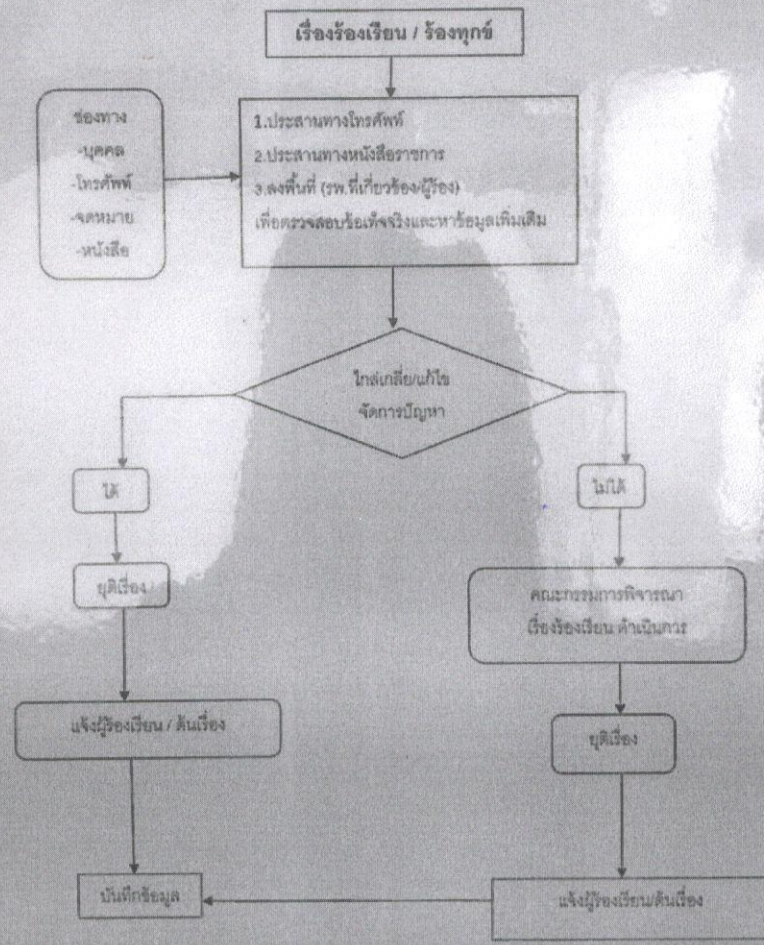 เรื่องร้องเรียน / ร้องทุกข์
ช่องทาง
-บุคคล
-โทรศัพท์
-จดหมาย
-หนังสือ
1.ประสานทางโทรศัพท์
2.ประสานทางหนังสือราชการ
3.ลงพื้นที่ (รพ.ที่เกี่ยวข้อง/ผู้ร้อง)
เพื่อตรวจสอบข้อเท็จจริงและหาข้อมูลเพิ่มเติม
ไกล่เกลี่ย/แก้ไข
จัดการปัญหา
ได้
ไม่ได้
ยุติเรื่อง
คณะกรรมการพิจารณา
เรื่องร้องเรียน ดำเนินการ
แจ้งผู้ร้องเรียน / ต้นเรื่อง
ยุติเรื่อง
บันทึกข้อมูล
แจ้งผู้ร้องเรียน/ต้นเรื่อง